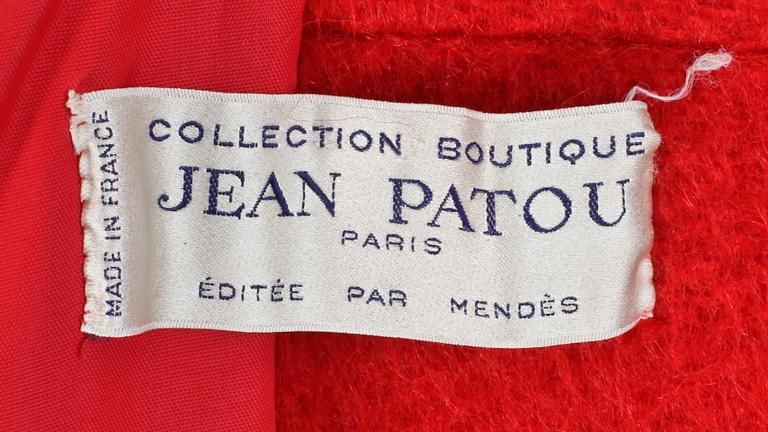 MADE IN FRANCE
COLLECTION BOUTIQUE
JEAN PATOU
PARIS
ÉDITÉE PAR MENDÈS